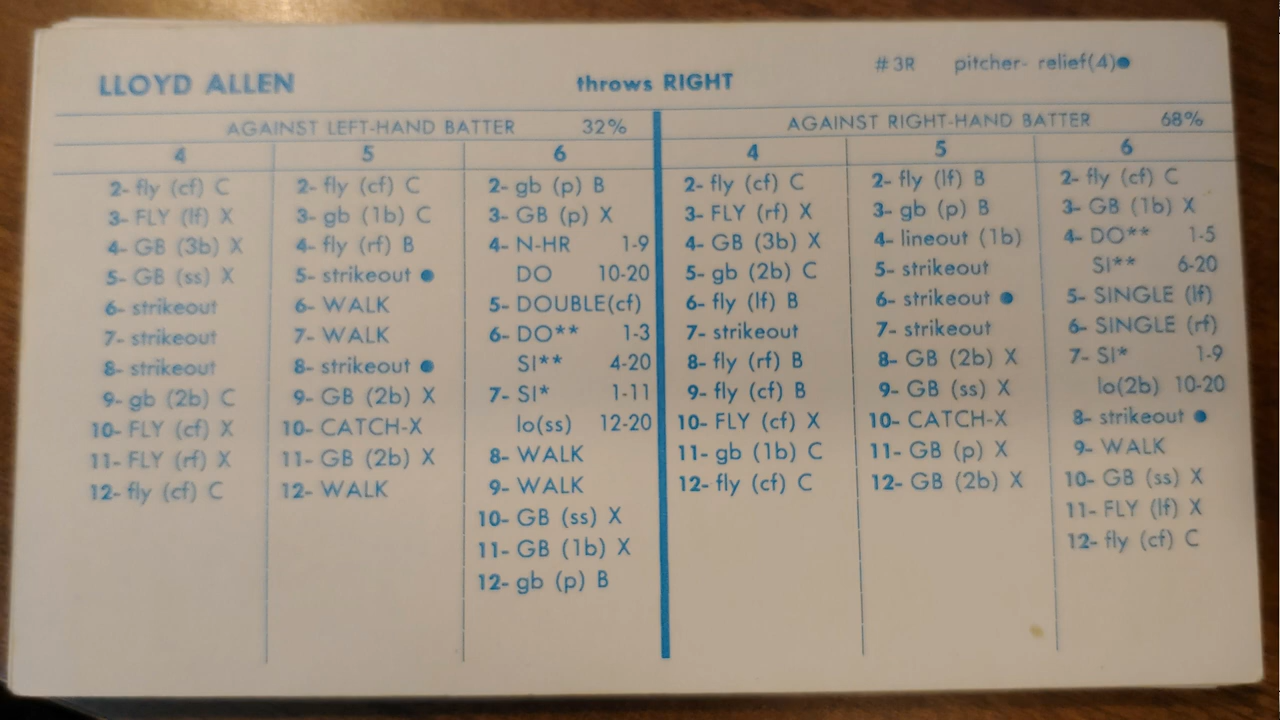 LLOYD ALLEN throws RIGHT #3R pitcher- relief(4)●
AGAINST LEFT-HAND BATTER 32%
4
2- fly (cf) C
3- FLY (lf) X
4- GB (3b) X
5- GB (ss) X
6- strikeout
7- strikeout
8- strikeout
9- gb (2b) C
10- FLY (cf) X
11- FLY (rf) X
12- fly (cf) C
5
2- fly (cf) C
3- gb (1b) C
4- fly (rf) B
5- strikeout ●
6- WALK
7- WALK
8- strikeout ●
9- GB (2b) X
10- CATCH-X
11- GB (2b) X
12- WALK
6
2- gb (p) B
3- GB (p) X
4- N-HR 1-9
DO 10-20
5- DOUBLE(cf)
6- DO** 1-3
SI** 4-20
7- SI* 1-11
lo(ss) 12-20
8- WALK
9- WALK
10- GB (ss) X
11- GB (1b) X
12- gb (p) B
AGAINST RIGHT-HAND BATTER 68%
4
2- fly (cf) C
3- FLY (rf) X
4- GB (3b) X
5- gb (2b) C
6- fly (lf) B
7- strikeout
8- fly (rf) B
9- fly (cf) B
10- FLY (cf) X
11- gb (1b) C
12- fly (cf) C
5
2- fly (lf) B
3- gb (p) B
4- lineout (1b)
5- strikeout
6- strikeout ●
7- strikeout
8- GB (2b) X
9- GB (ss) X
10- CATCH-X
11- GB (p) X
12- GB (2b) X
6
2- fly (cf) C
3- GB (1b) X
4- DO** 1-5
SI** 6-20
5- SINGLE (lf)
6- SINGLE (rf)
7- SI* 1-9
lo(2b) 10-20
8- strikeout ●
9- WALK
10- GB (ss) X
11- FLY (lf) X
12- fly (cf) C